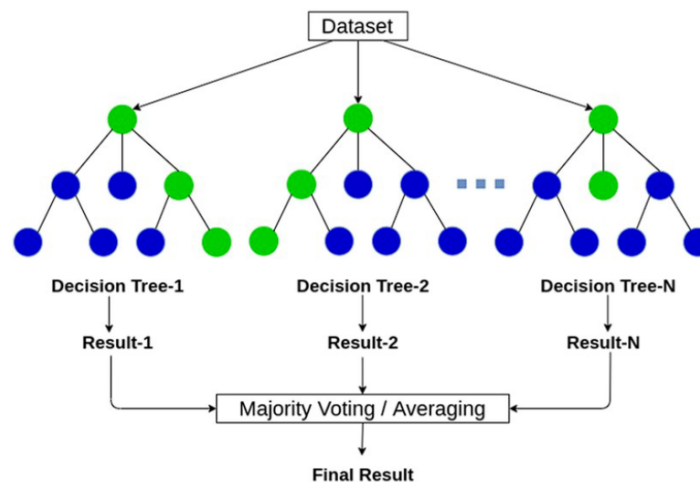 Dataset
Decision Tree-1
Decision Tree-2
Decision Tree-N
Result-1
Result-2
Result-N
Majority Voting / Averaging
Final Result